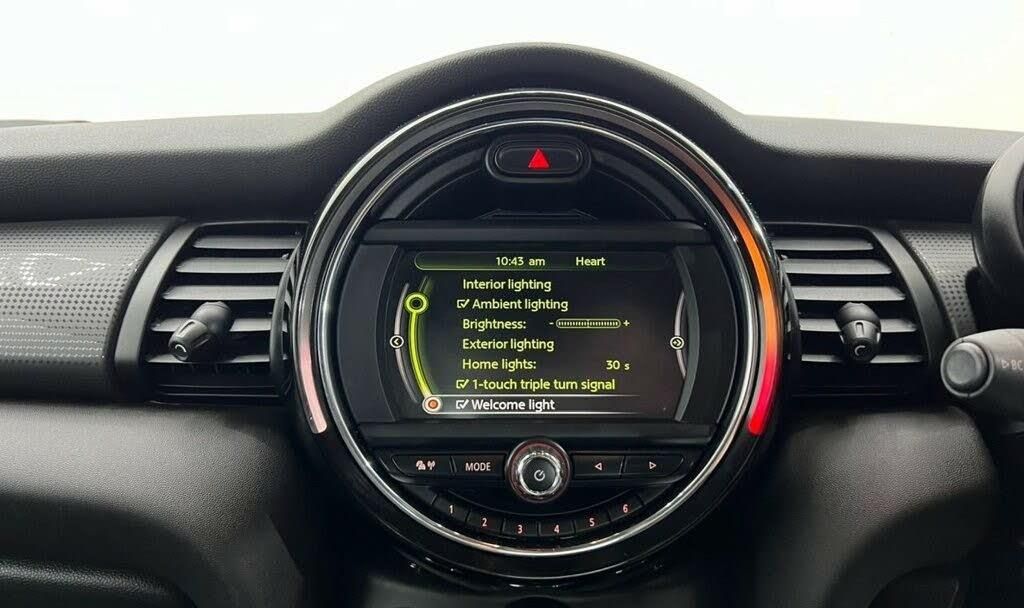 10:43 am Heart
Interior lighting
Ambient lighting
Brightness: - +
Exterior lighting
Home lights: 30 s
1-touch triple turn signal
Welcome light
MODE
1 2 3 4 5 6
BC